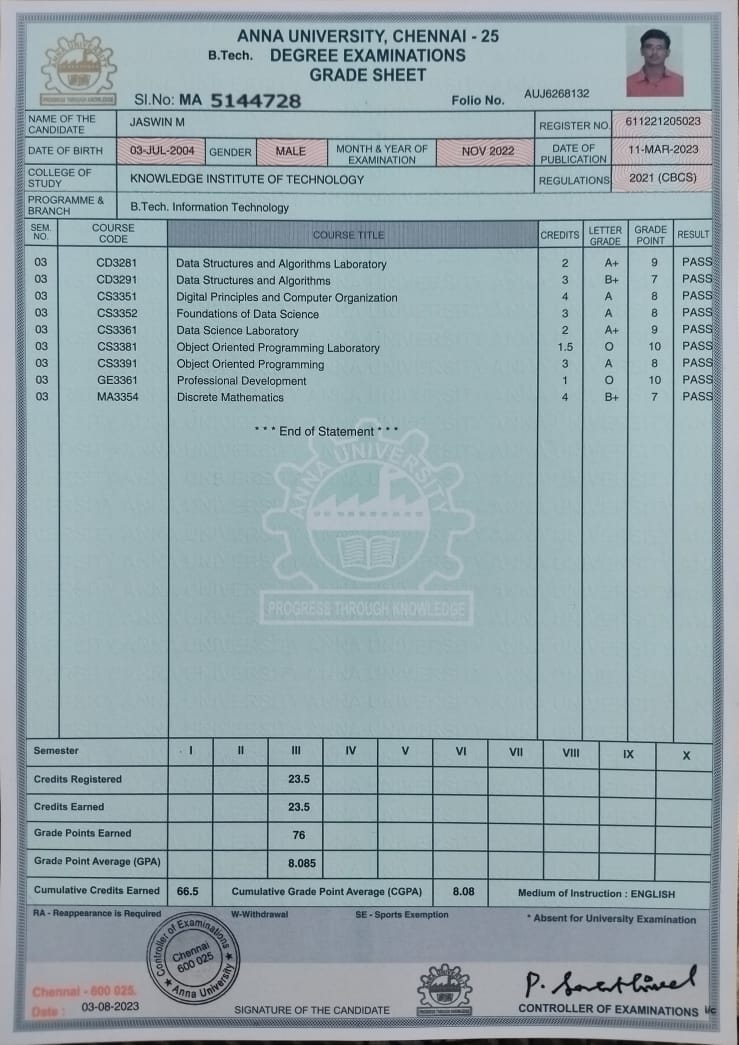 ANNA UNIVERSITY, CHENNAI - 25
B.Tech. DEGREE EXAMINATIONS
GRADE SHEET
Sl.No: MA 5144728
Folio No. AUJ6268132
NAME OF THE CANDIDATE JASWIN M REGISTER NO. 611221205023
DATE OF BIRTH 03-JUL-2004 GENDER MALE MONTH & YEAR OF EXAMINATION NOV 2022 DATE OF PUBLICATION 11-MAR-2023
COLLEGE OF STUDY KNOWLEDGE INSTITUTE OF TECHNOLOGY REGULATIONS 2021 (CBCS)
PROGRAMME & BRANCH B.Tech. Information Technology
SEM. NO. COURSE CODE COURSE TITLE CREDITS LETTER GRADE GRADE POINT RESULT
03 CD3281 Data Structures and Algorithms Laboratory 2 A+ 9 PASS
03 CD3291 Data Structures and Algorithms 3 B+ 7 PASS
03 CS3351 Digital Principles and Computer Organization 4 A 8 PASS
03 CS3352 Foundations of Data Science 3 A 8 PASS
03 CS3361 Data Science Laboratory 2 A+ 9 PASS
03 CS3381 Object Oriented Programming Laboratory 1.5 O 10 PASS
03 CS3391 Object Oriented Programming 3 A 8 PASS
03 GE3361 Professional Development 1 O 10 PASS
03 MA3354 Discrete Mathematics 4 B+ 7 PASS
* * * End of Statement * * *
ANNA UNIVERSITY
PROGRESS THROUGH KNOWLEDGE
Semester I II III IV V VI VII VIII IX X
Credits Registered 23.5
Credits Earned 23.5
Grade Points Earned 76
Grade Point Average (GPA) 8.085
Cumulative Credits Earned 66.5 Cumulative Grade Point Average (CGPA) 8.08 Medium of Instruction : ENGLISH
RA - Reappearance is Required W-Withdrawal SE - Sports Exemption * Absent for University Examination
Controller of Examinations
Chennai
600 025
Anna University
Chennai - 600 025.
Date : 03-08-2023
SIGNATURE OF THE CANDIDATE
CONTROLLER OF EXAMINATIONS I/c